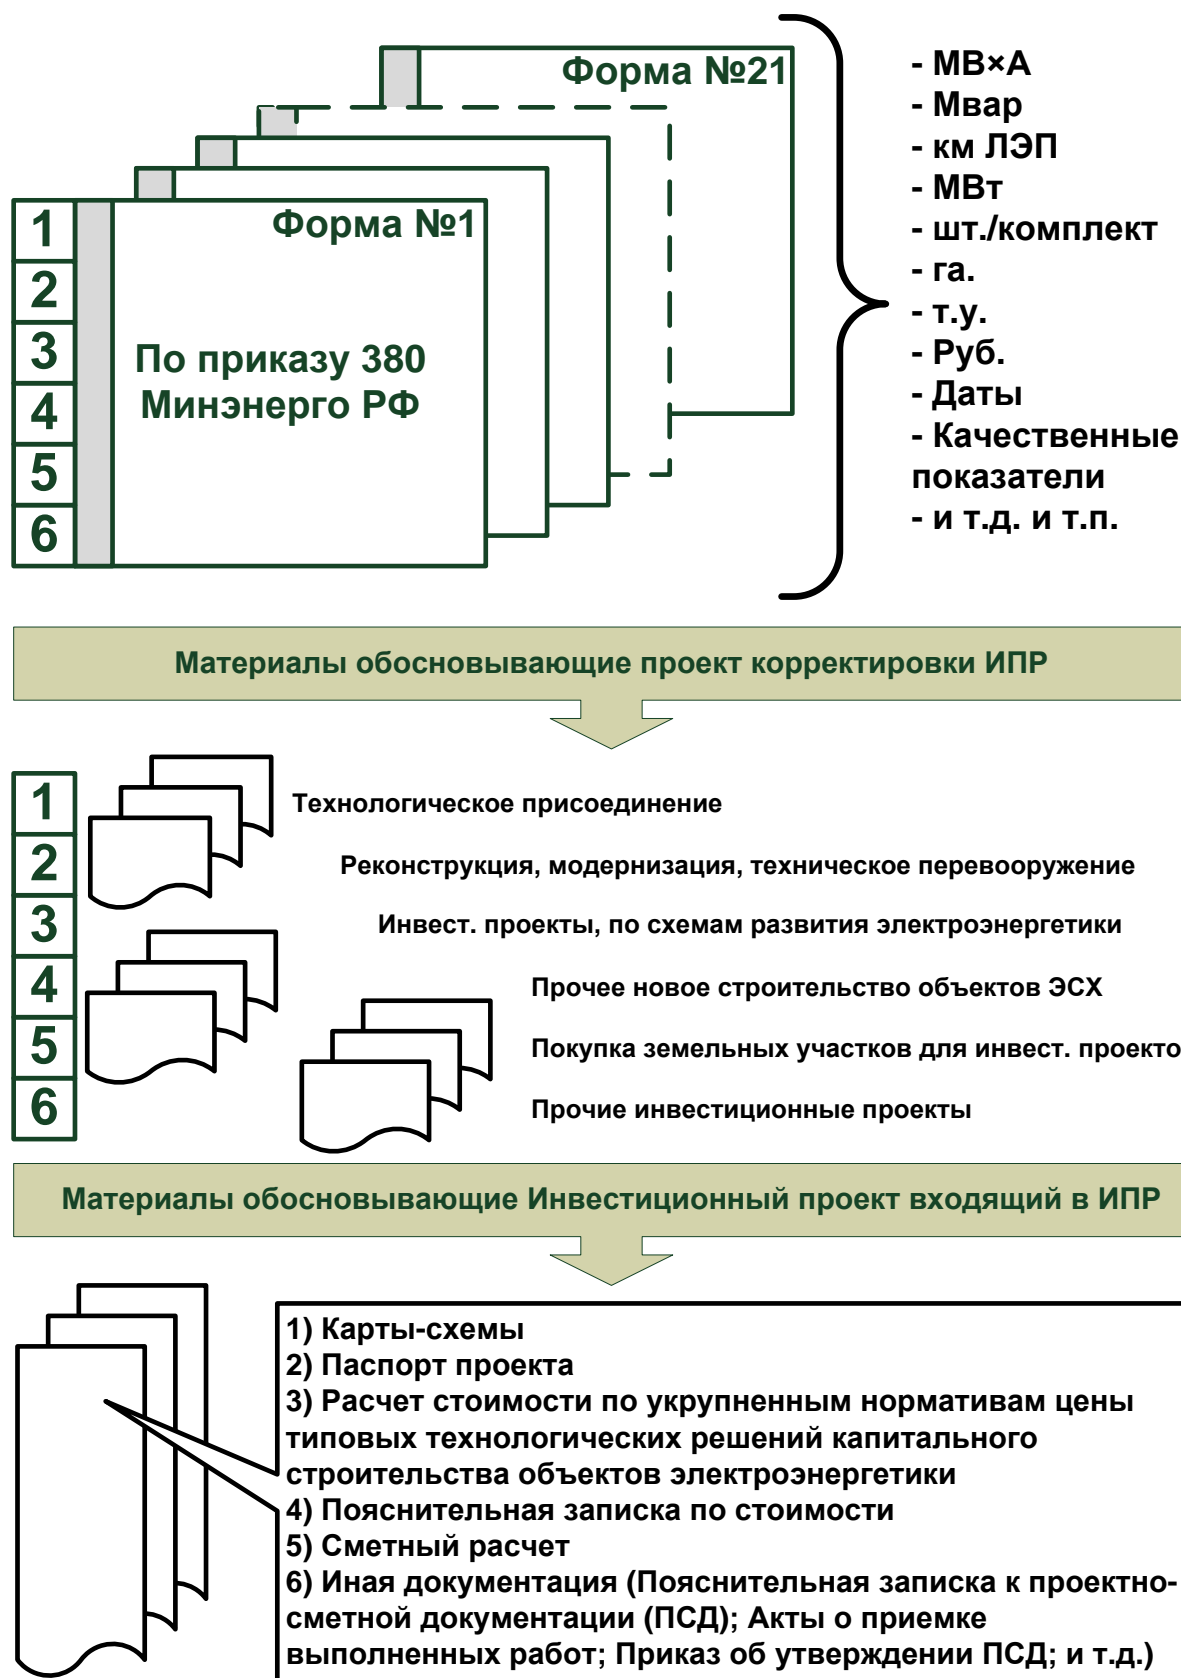 Форма №21
Форма №1
1
2
3
4
5
6
По приказу 380
Минэнерго РФ
- МВ×А
- Мвар
- км ЛЭП
- МВт
- шт./комплект
- га.
- т.у.
- Руб.
- Даты
- Качественные
показатели
- и т.д. и т.п.
Материалы обосновывающие проект корректировки ИПР
1
2
3
4
5
6
Технологическое присоединение
Реконструкция, модернизация, техническое перевооружение
Инвест. проекты, по схемам развития электроэнергетики
Прочее новое строительство объектов ЭСХ
Покупка земельных участков для инвест. проекто
Прочие инвестиционные проекты
Материалы обосновывающие Инвестиционный проект входящий в ИПР
1) Карты-схемы
2) Паспорт проекта
3) Расчет стоимости по укрупненным нормативам цены
типовых технологических решений капитального
строительства объектов электроэнергетики
4) Пояснительная записка по стоимости
5) Сметный расчет
6) Иная документация (Пояснительная записка к проектно-
сметной документации (ПСД); Акты о приемке
выполненных работ; Приказ об утверждении ПСД; и т.д.)